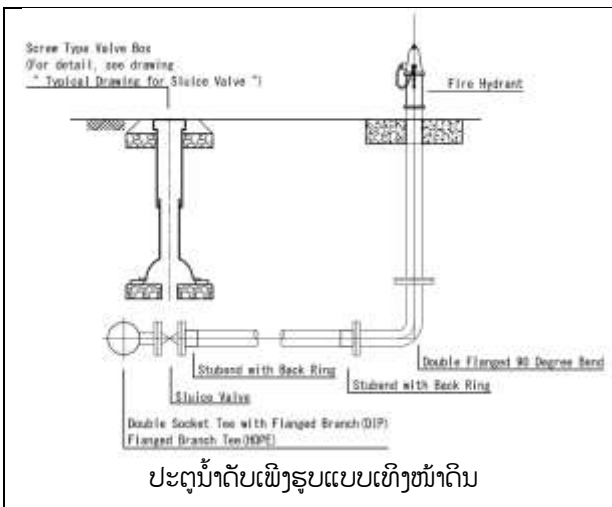 Screw Type Valve Box
(For detail, see drawing
" Typical Drawing for Sluice Valve ")
Fire Hydrant
Stubend with Back Ring
Double Flanged 90 Degree Bend
Stubend with Back Ring
Sluice Valve
Double Socket Tee with Flanged Branch(DIP)
Flanged Branch Tee(HDPE)
ປະຕູນ້ຳດັບເພີງຮູບແບບເທິງໜ້າດິນ